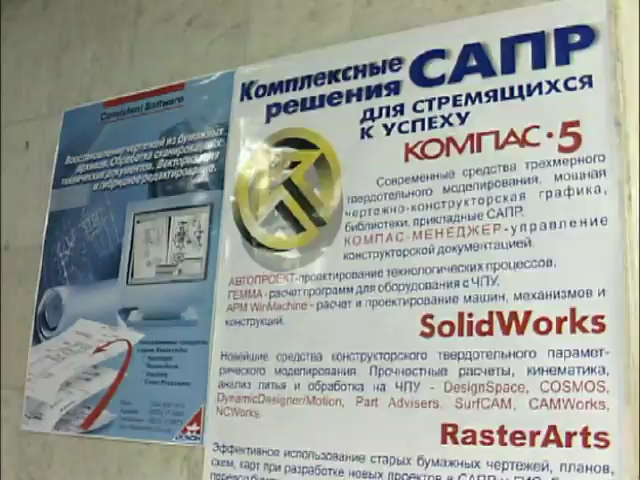 Consistent Software
Восстановление чертежей из бумажных
архивов. Обработка сканированных
технических документов. Векторизация
и гибридное редактирование.
Комплексные
решения САПР
ДЛЯ СТРЕМЯЩИХСЯ
К УСПЕХУ
КОМПАС·5
Современные средства трехмерного
твердотельного моделирования, мощная
чертежно-конструкторская графика,
библиотеки, прикладные САПР.
КОМПАС-МЕНЕДЖЕР-управление
конструкторской документацией.
АВТОПРОЕКТ-проектирование технологических процессов.
ГЕММА-расчет программ для оборудования с ЧПУ.
APM WinMachine - расчет и проектирование машин, механизмов и
конструкций.
SolidWorks
Новейшие средства конструкторского твердотельного парамет-
рического моделирования. Прочностные расчеты, кинематика,
анализ литья и обработка на ЧПУ - DesignSpace, COSMOS,
DynamicDesigner/Motion, Part Advisers, SurfCAM, CAMWorks,
NCWorks.
RasterArts
Эффективное использование старых бумажных чертежей, планов,
схем, карт при разработке новых проектов в САПР и ГИС.